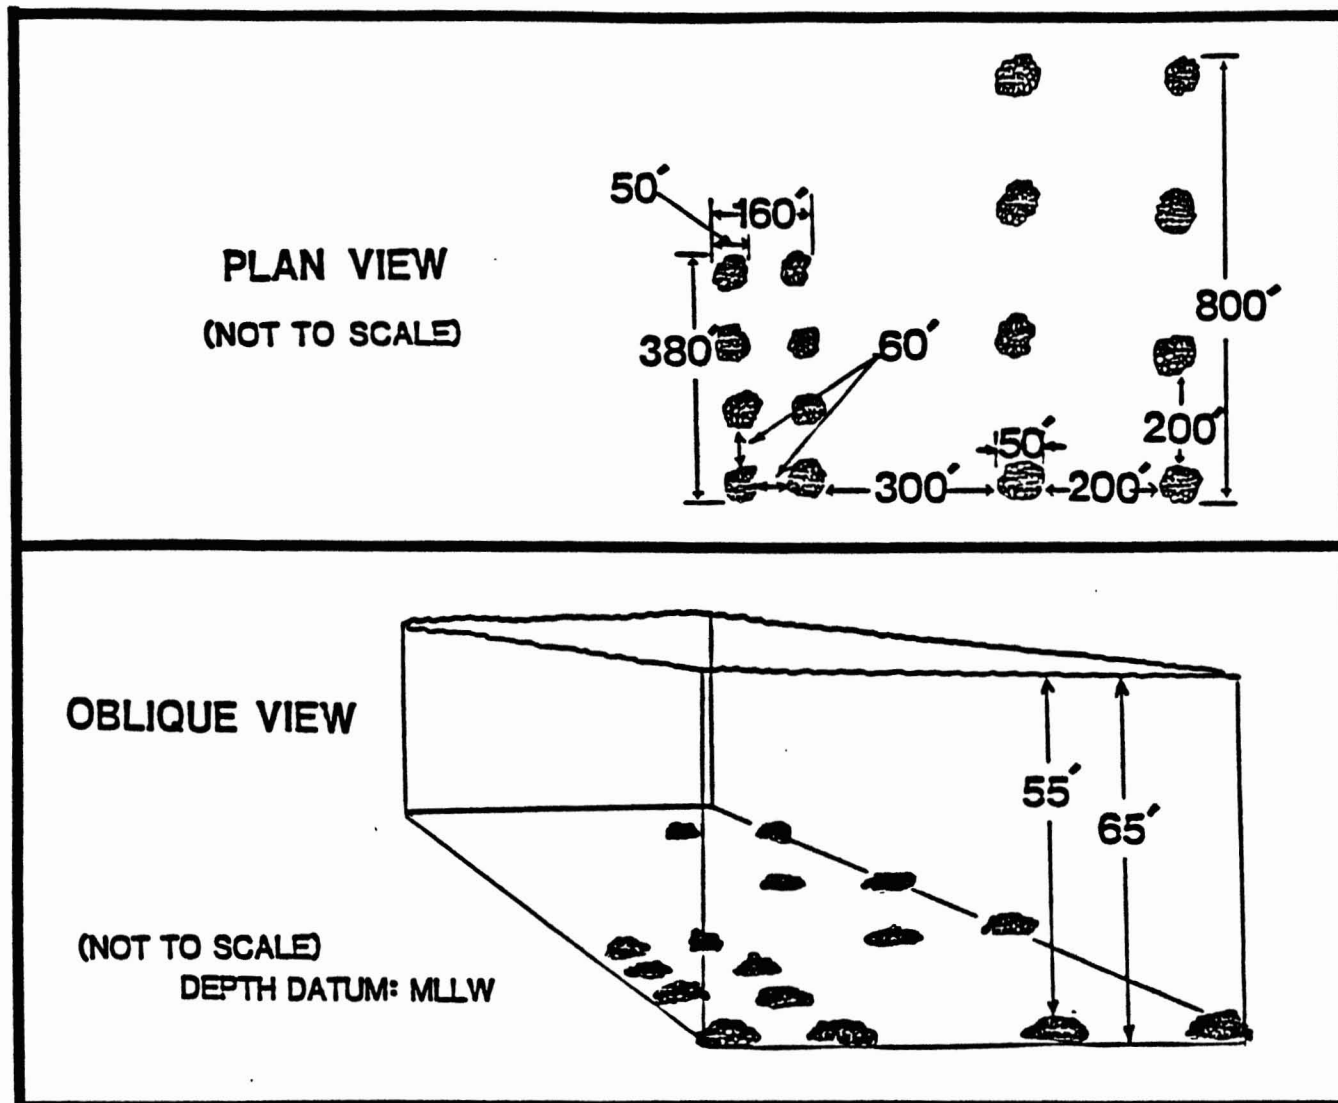 PLAN VIEW
(NOT TO SCALE)
50′
160′
380′
60′
800′
50′
200′
300′
200′
OBLIQUE VIEW
55′
65′
(NOT TO SCALE)
DEPTH DATUM: MLLW